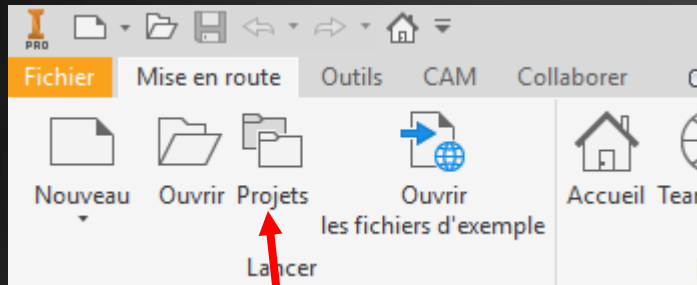 PRO
Fichier Mise en route Outils CAM Collaborer
Nouveau Ouvrir Projets Ouvrir Accueil
les fichiers d'exemple
Lancer